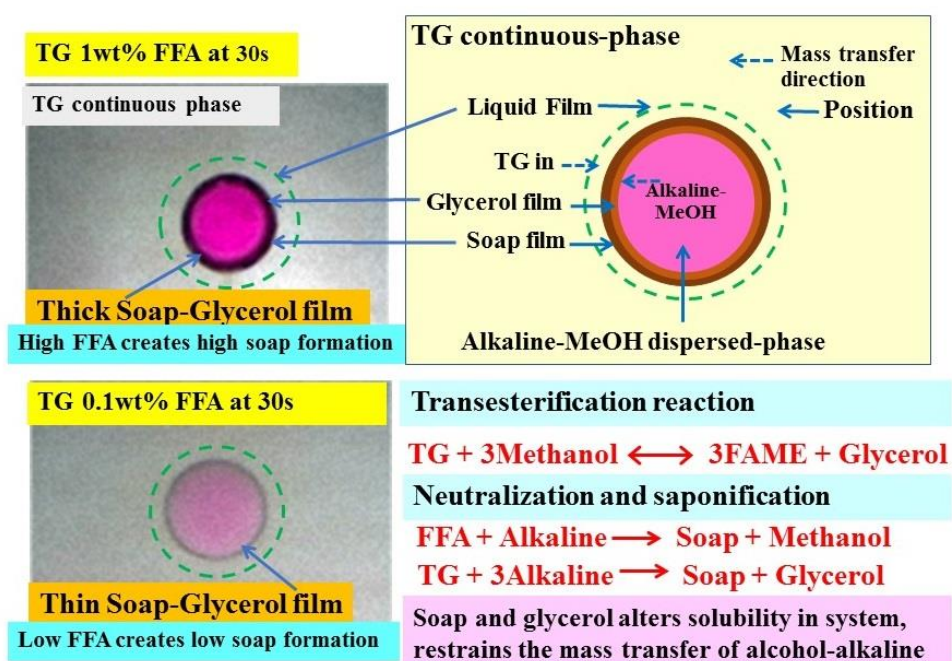 TG 1wt% FFA at 30s
TG continuous phase
Thick Soap-Glycerol film
High FFA creates high soap formation
TG continuous-phase
Mass transfer
direction
Position
Liquid Film
TG in
Glycerol film
Soap film
Alkaline-
MeOH
Alkaline-MeOH dispersed-phase
TG 0.1wt% FFA at 30s
Thin Soap-Glycerol film
Low FFA creates low soap formation
Transesterification reaction
TG + 3Methanol ⟷ 3FAME + Glycerol
Neutralization and saponification
FFA + Alkaline ⟶ Soap + Methanol
TG + 3Alkaline ⟶ Soap + Glycerol
Soap and glycerol alters solubility in system,
restrains the mass transfer of alcohol-alkaline